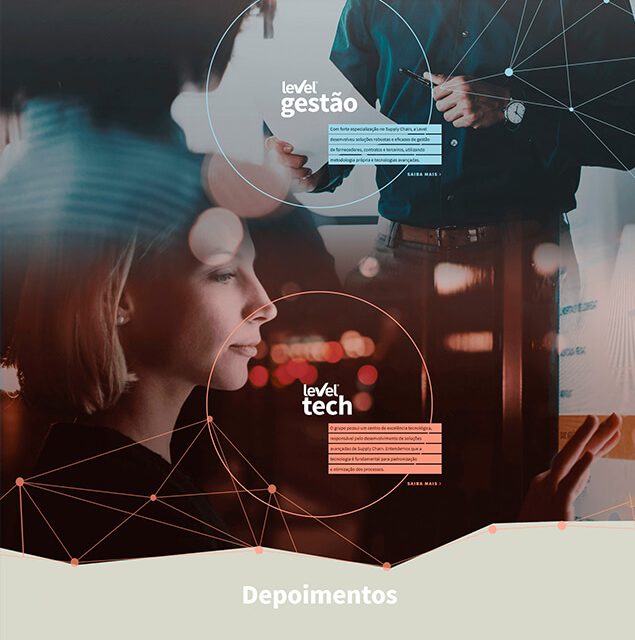 level
gestão
Com forte especialização no Supply Chain, a Level
desenvolveu soluções robustas e eficazes de gestão
de fornecedores, contratos e terceiros, utilizando
metodologia própria e tecnologias avançadas.
SAIBA MAIS ›
level
tech
O grupo possui um centro de excelência tecnológica,
responsável pelo desenvolvimento de soluções
avançadas de Supply Chain. Entendemos que a
tecnologia é fundamental para padronização
e otimização dos processos.
SAIBA MAIS ›
Depoimentos